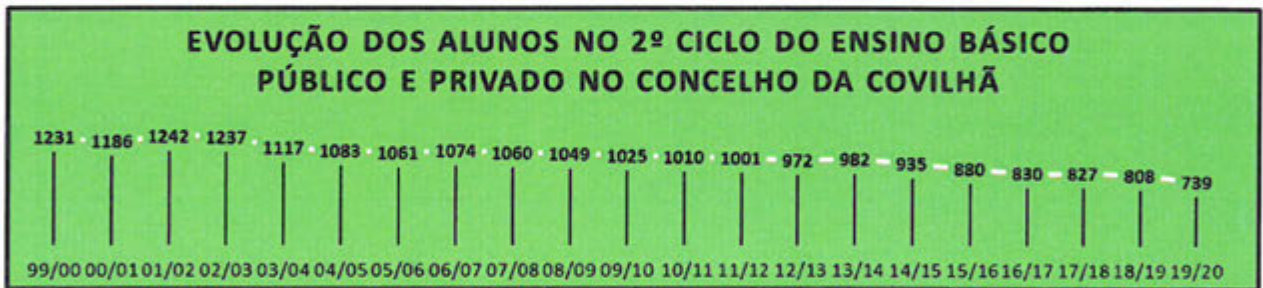 EVOLUÇÃO DOS ALUNOS NO 2º CICLO DO ENSINO BÁSICO
PÚBLICO E PRIVADO NO CONCELHO DA COVILHÃ
1231 1186 1242 1237 1117 1083 1061 1074 1060 1049 1025 1010 1001 972 982 935 880 830 827 808 739
99/00 00/01 01/02 02/03 03/04 04/05 05/06 06/07 07/08 08/09 09/10 10/11 11/12 12/13 13/14 14/15 15/16 16/17 17/18 18/19 19/20